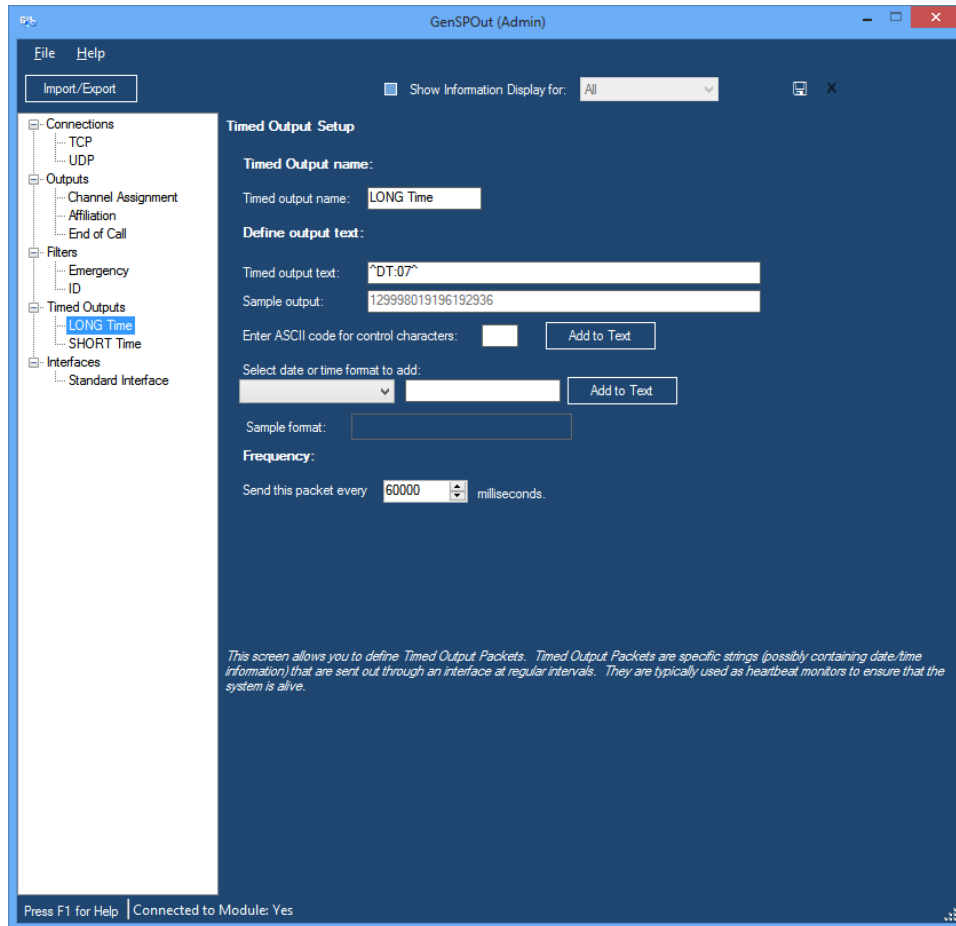 GenSPOut (Admin)
File Help
Import/Export
Show Information Display for: All
X
Connections
TCP
UDP
Outputs
Channel Assignment
Affiliation
End of Call
Filters
Emergency
ID
Timed Outputs
LONG Time
SHORT Time
Interfaces
Standard Interface
Timed Output Setup
Timed Output name:
Timed output name: LONG Time
Define output text:
Timed output text: ^DT:07^
Sample output: 129998019196192936
Enter ASCII code for control characters: Add to Text
Select date or time format to add:
Add to Text
Sample format:
Frequency:
Send this packet every 60000 milliseconds.
This screen allows you to define Timed Output Packets. Timed Output Packets are specific strings (possibly containing date/time
information) that are sent out through an interface at regular intervals. They are typically used as heartbeat monitors to ensure that the
system is alive.
Press F1 for Help Connected to Module: Yes